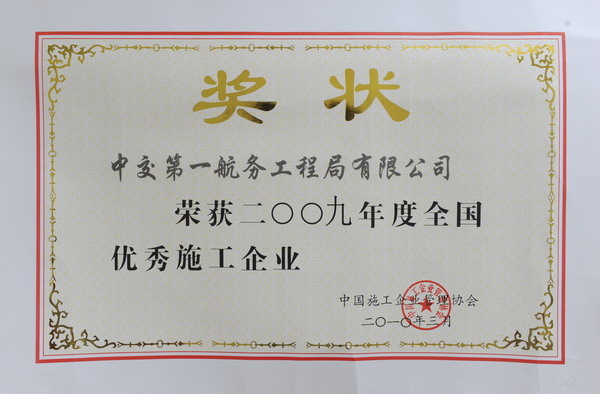 奖状
中交第一航务工程局有限公司
荣获二〇〇九年度全国
优秀施工企业
中国施工企业管理协会
二〇一〇年三月